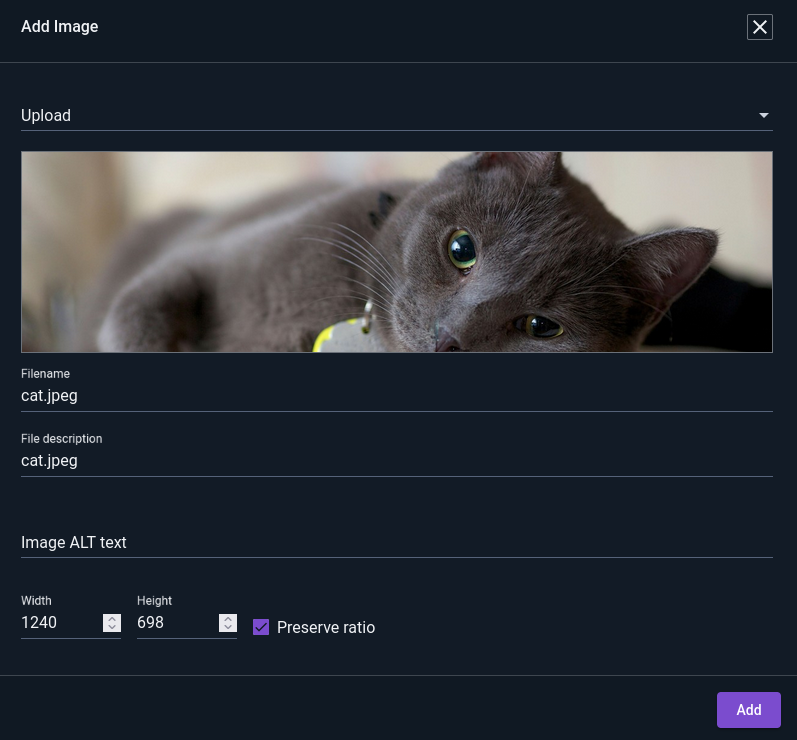 Add Image
Upload
Filename
cat.jpeg
File description
cat.jpeg
Image ALT text
Width Height
1240 698 Preserve ratio
Add